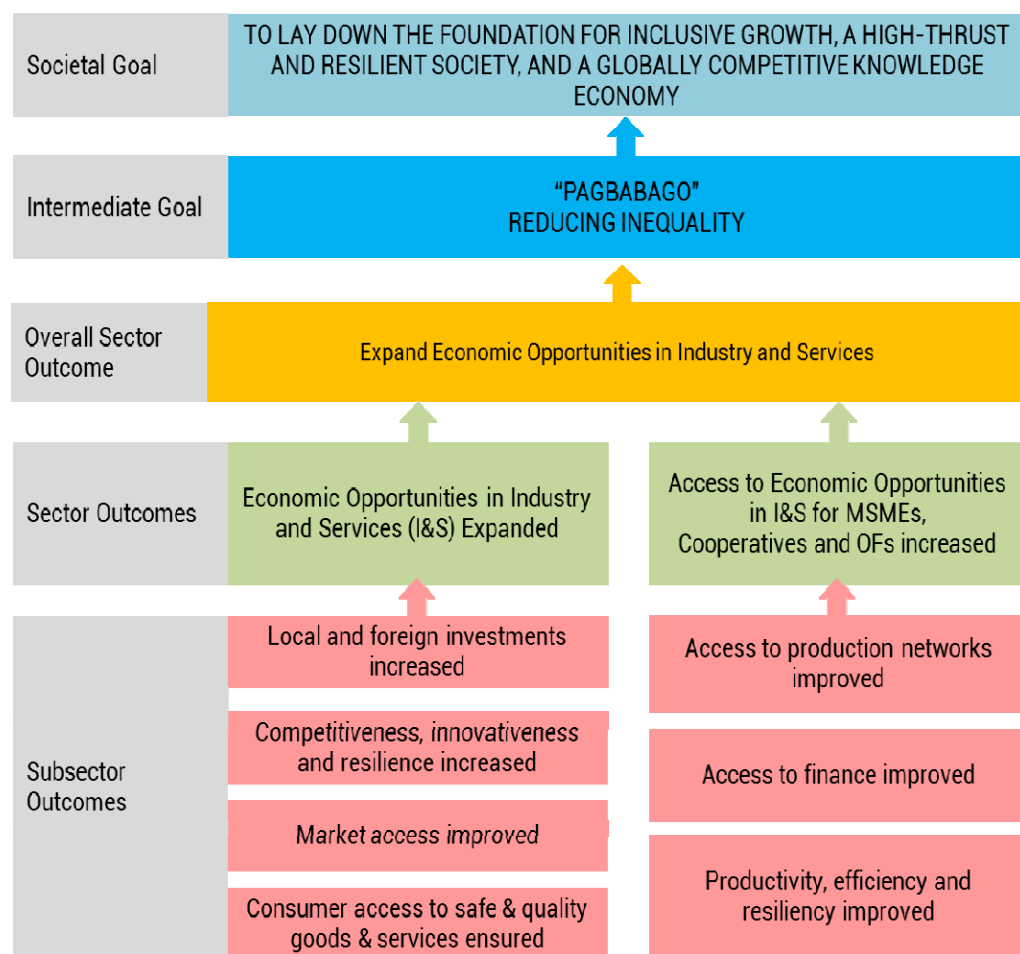 Societal Goal
TO LAY DOWN THE FOUNDATION FOR INCLUSIVE GROWTH, A HIGH-THRUST
AND RESILIENT SOCIETY, AND A GLOBALLY COMPETITIVE KNOWLEDGE
ECONOMY
Intermediate Goal
“PAGBABAGO”
REDUCING INEQUALITY
Overall Sector
Outcome
Expand Economic Opportunities in Industry and Services
Sector Outcomes
Economic Opportunities in Industry
and Services (I&S) Expanded
Access to Economic Opportunities
in I&S for MSMEs,
Cooperatives and OFs increased
Subsector
Outcomes
Local and foreign investments
increased
Competitiveness, innovativeness
and resilience increased
Market access improved
Consumer access to safe & quality
goods & services ensured
Access to production networks
improved
Access to finance improved
Productivity, efficiency and
resiliency improved